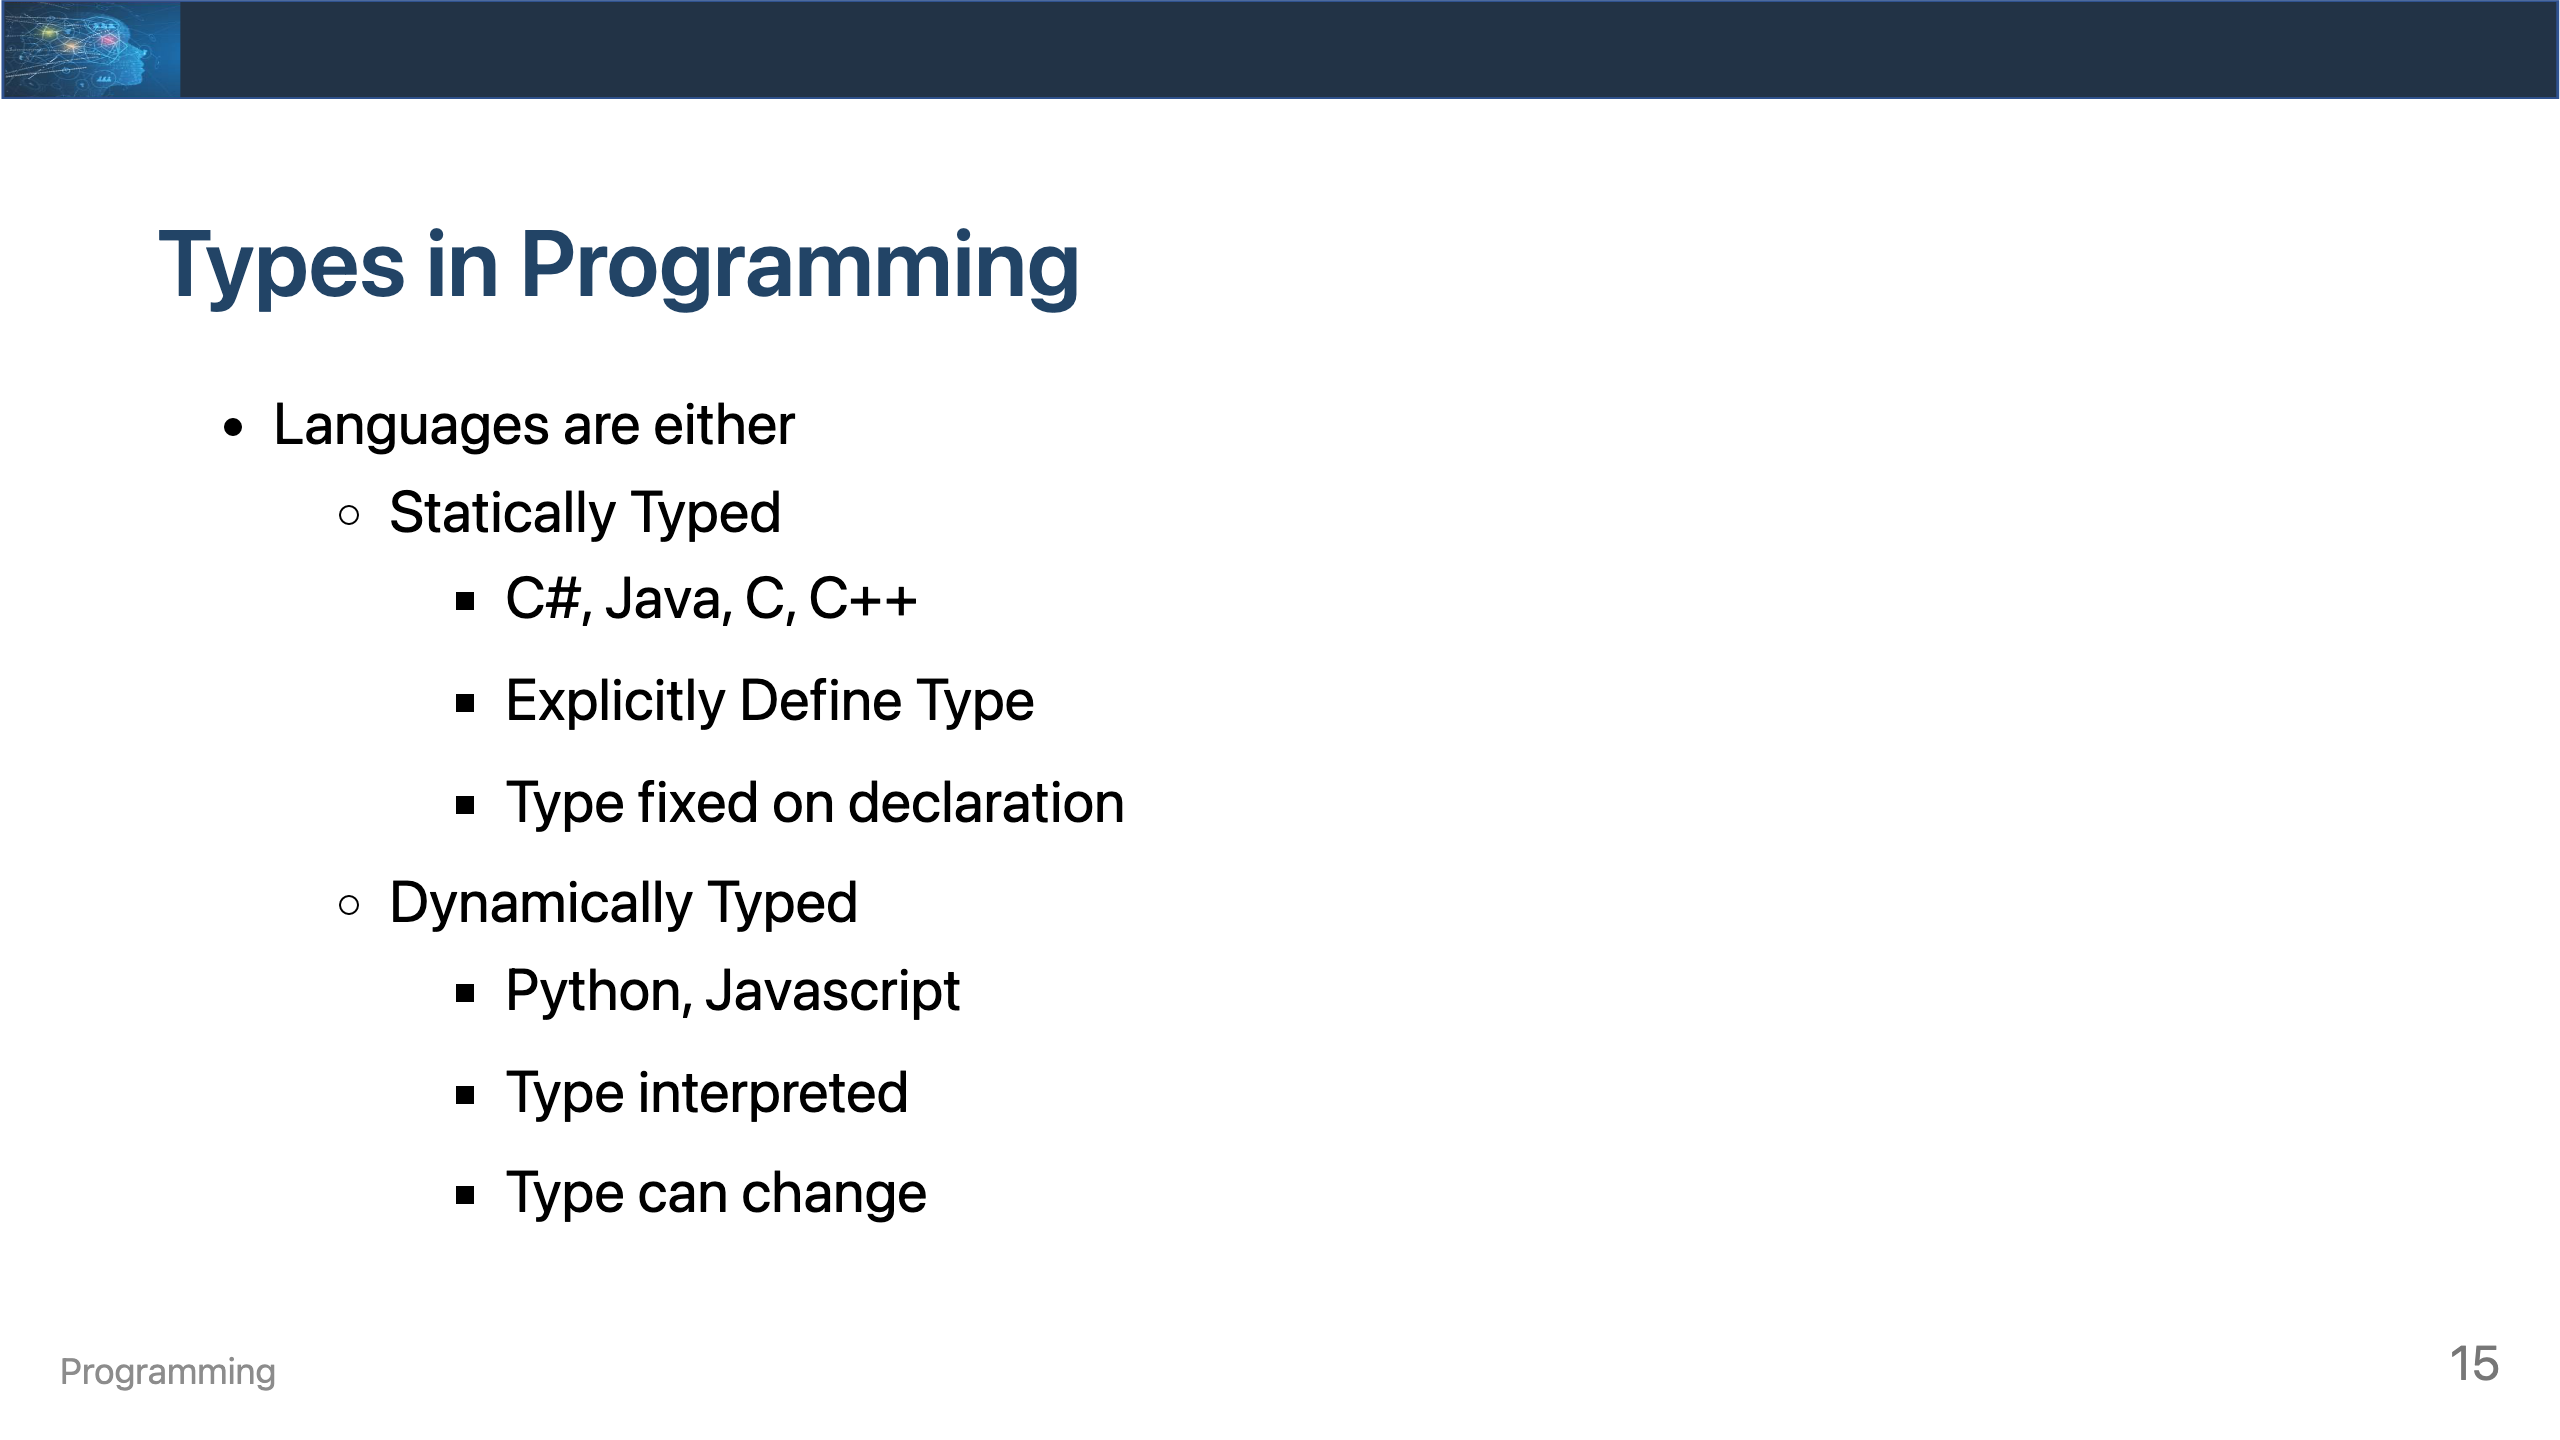 Types in Programming
Languages are either
Statically Typed
C#, Java, C, C++
Explicitly Define Type
Type fixed on declaration
Dynamically Typed
Python, Javascript
Type interpreted
Type can change
Programming
15